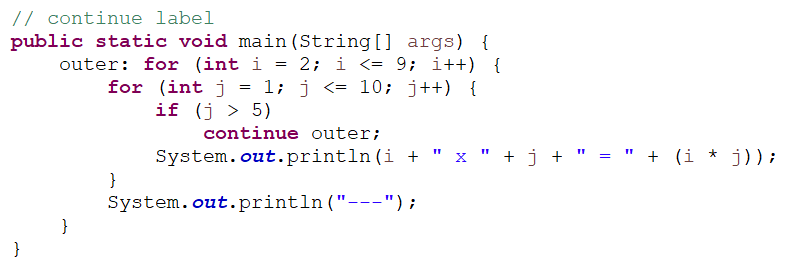 // continue label
public static void main(String[] args) {
    outer: for (int i = 2; i <= 9; i++) {
        for (int j = 1; j <= 10; j++) {
            if (j > 5)
                continue outer;
            System.out.println(i + " x " + j + " = " + (i * j));
        }
        System.out.println("---");
    }
}